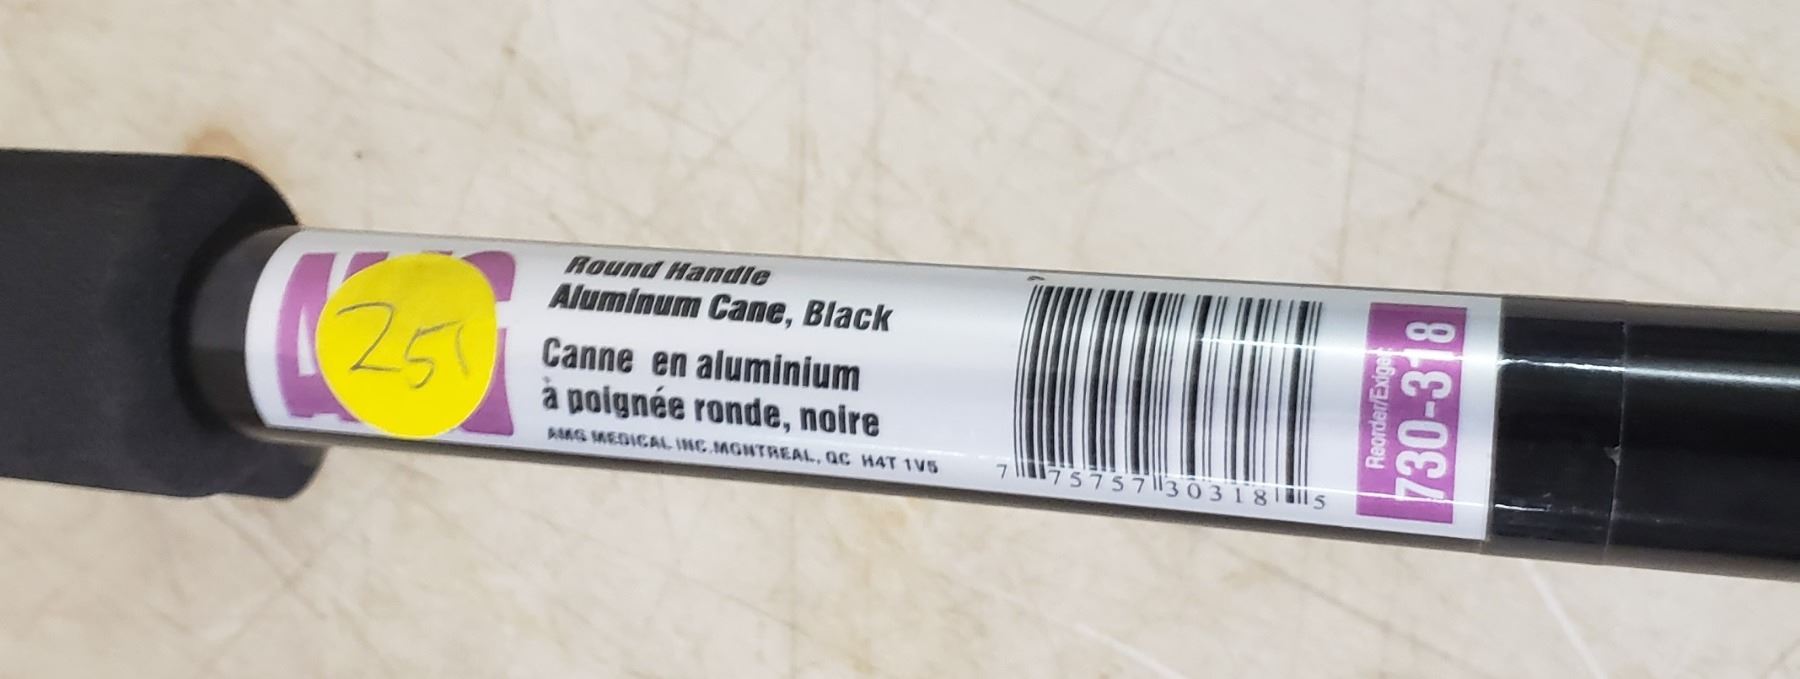 Round Handle
Aluminum Cane, Black
Canne en aluminium
à poignée ronde, noire
AMG MEDICAL INC. MONTREAL, QC H4T 1V5
7 75757 30318 5
Reorder/Exigez
730-318